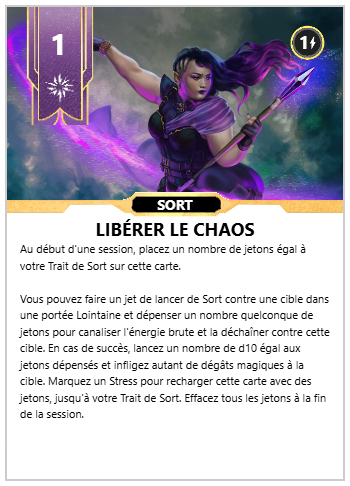 1
1
SORT
LIBÉRER LE CHAOS
Au début d'une session, placez un nombre de jetons égal à
votre Trait de Sort sur cette carte.
Vous pouvez faire un jet de lancer de Sort contre une cible dans
une portée Lointaine et dépenser un nombre quelconque de
jetons pour canaliser l'énergie brute et la déchaîner contre cette
cible. En cas de succès, lancez un nombre de d10 égal aux
jetons dépensés et infligez autant de dégâts magiques à la
cible. Marquez un Stress pour recharger cette carte avec des
jetons, jusqu'à votre Trait de Sort. Effacez tous les jetons à la fin
de la session.